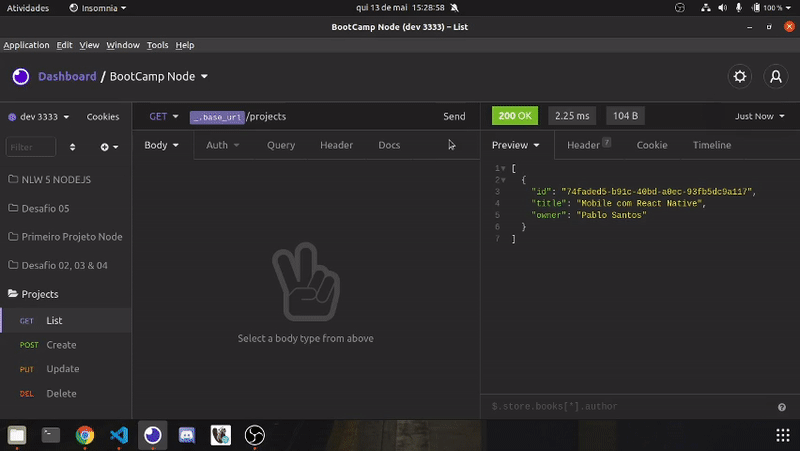 Atividades Insomnia qui 13 de mai 15:28:58 100 %
BootCamp Node (dev 3333) – List
Application Edit View Window Tools Help
Dashboard / BootCamp Node
dev 3333 Cookies GET _.base_url /projects Send 200 OK 2.25 ms 104 B Just Now
Filter Body Auth Query Header Docs Preview Header 7 Cookie Timeline
NLW 5 NODEJS
Desafio 05
Primeiro Projeto Node
Desafio 02, 03 & 04
Projects
GET List
POST Create
PUT Update
DEL Delete
Select a body type from above
1 [
2 {
3 "id": "74faded5-b91c-40bd-a0ec-93fb5dc9a117",
4 "title": "Mobile com React Native",
5 "owner": "Pablo Santos"
6 }
7 ]
$.store.books[*].author